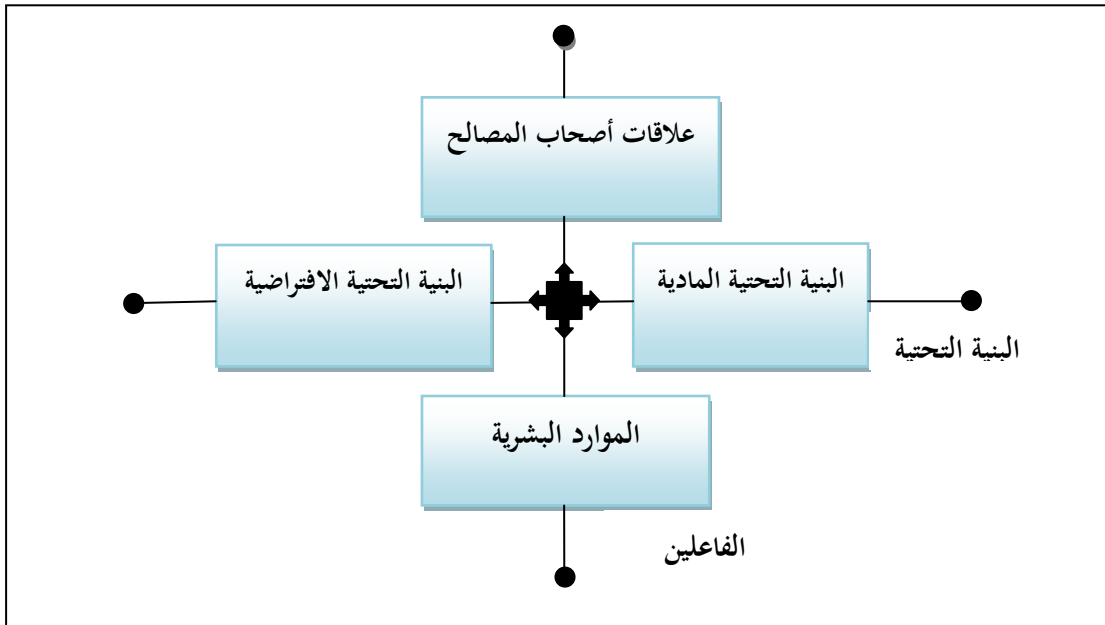 علاقات أصحاب المصالح
البنية التحتية المادية
البنية التحتية الافتراضية
البنية التحتية
الموارد البشرية
الفاعلين